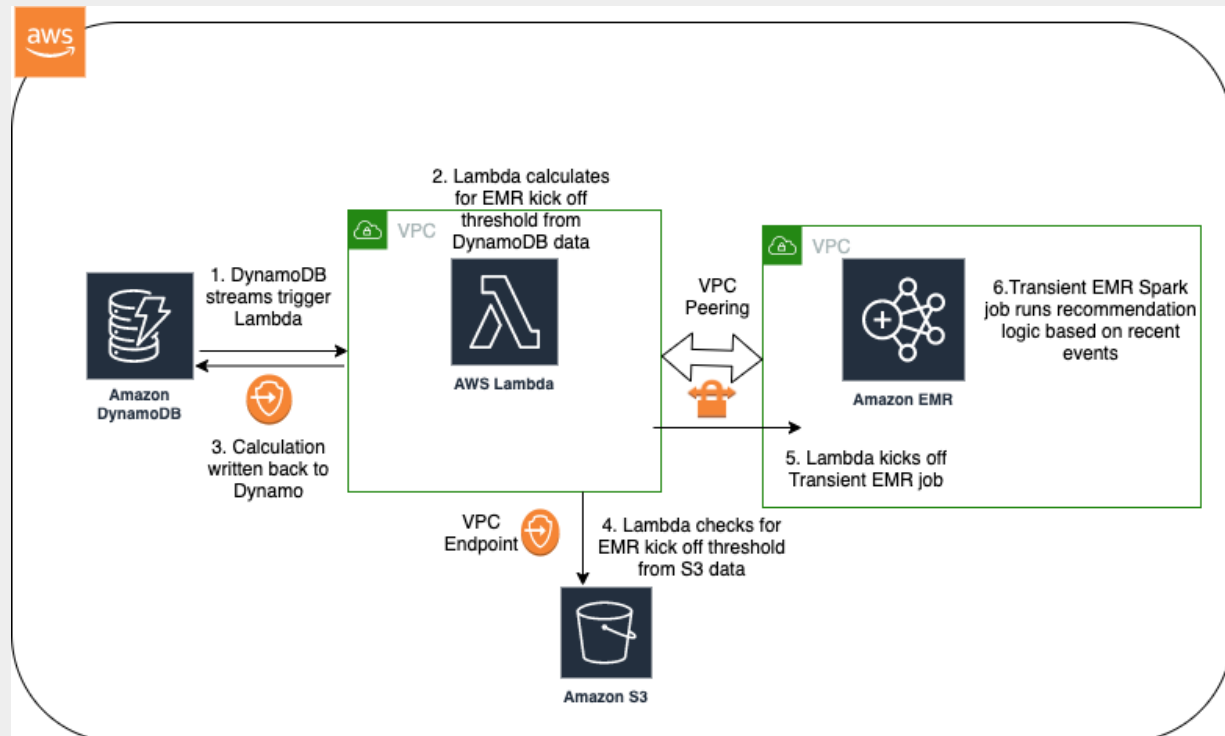 aws
2. Lambda calculates
for EMR kick off
threshold from
DynamoDB data
VPC
VPC
1. DynamoDB
streams trigger
Lambda
VPC
Peering
6.Transient EMR Spark
job runs recommendation
logic based on recent
events
Amazon
DynamoDB
AWS Lambda
Amazon EMR
3. Calculation
written back to
Dynamo
5. Lambda kicks off
Transient EMR job
VPC
Endpoint
4. Lambda checks for
EMR kick off threshold
from S3 data
Amazon S3